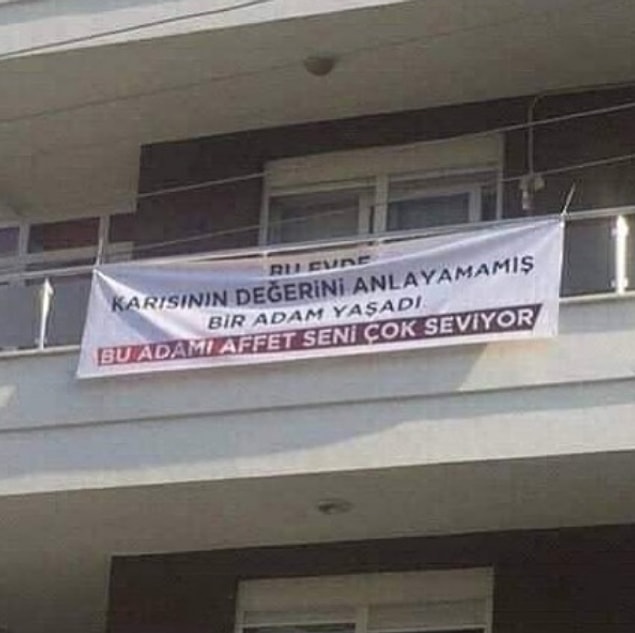 BU EVDE
KARISININ DEĞERİNİ ANLAYAMAMIŞ
BİR ADAM YAŞADI
BU ADAMI AFFET SENİ ÇOK SEVİYOR